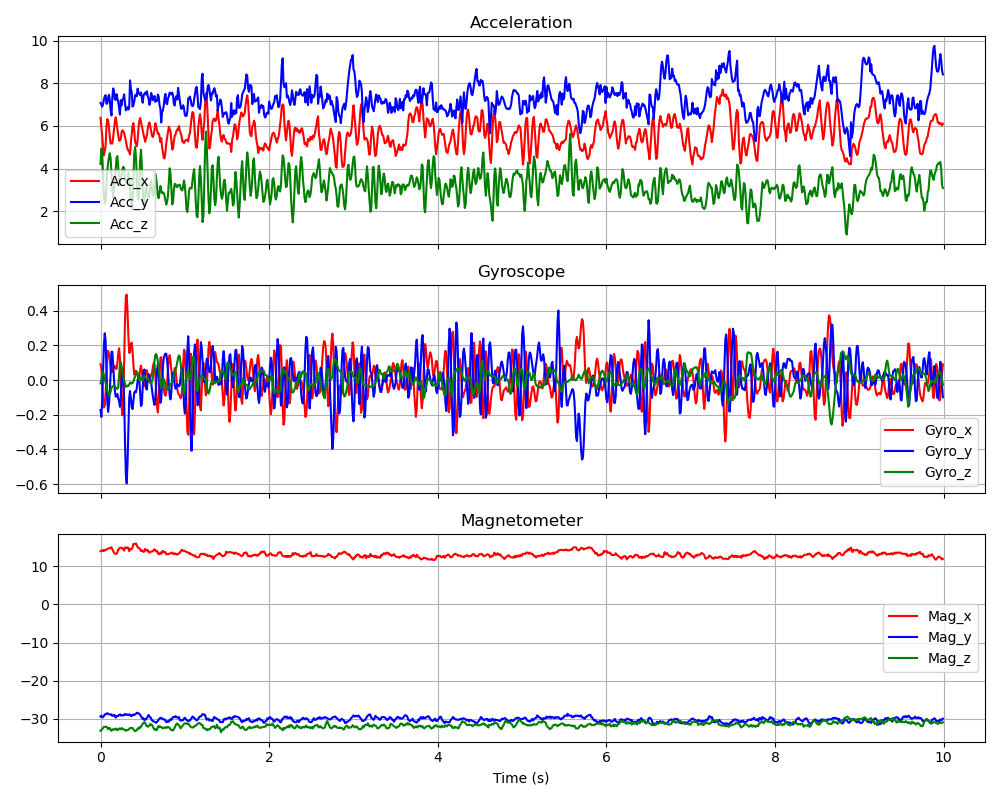 Acceleration
10
8
6
4
2
Acc_x
Acc_y
Acc_z
Gyroscope
0.4
0.2
0.0
−0.2
−0.4
−0.6
Gyro_x
Gyro_y
Gyro_z
Magnetometer
10
0
−10
−20
−30
Mag_x
Mag_y
Mag_z
0 2 4 6 8 10
Time (s)